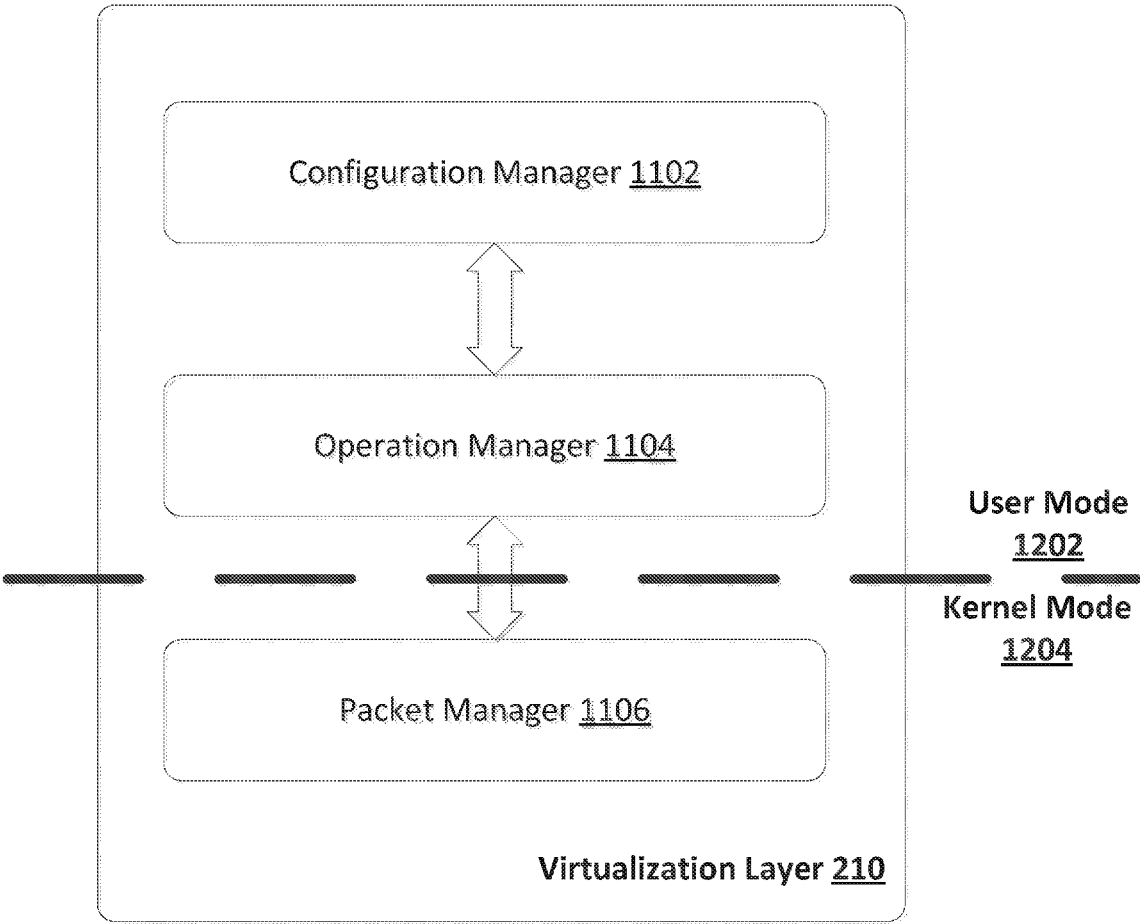 Configuration Manager 1102
Operation Manager 1104
User Mode
1202
Kernel Mode
1204
Packet Manager 1106
Virtualization Layer 210